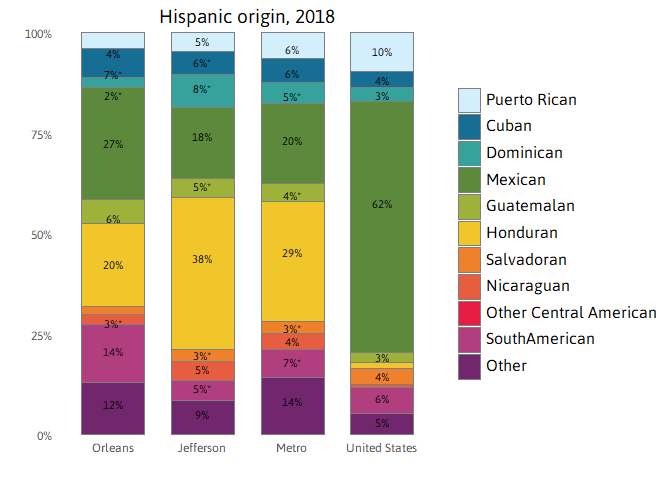 Hispanic origin, 2018
100%
75%
50%
25%
0%
4%
7%*
2%*
27%
6%
20%
3%*
14%
12%
5%
6%*
8%*
18%
5%*
38%
3%*
5%
5%*
9%
6%
6%
5%*
20%
4%*
29%
3%*
4%
7%*
14%
10%
4%
3%
62%
3%
4%
6%
5%
Orleans
Jefferson
Metro
United States
Puerto Rican
Cuban
Dominican
Mexican
Guatemalan
Honduran
Salvadoran
Nicaraguan
Other Central American
SouthAmerican
Other